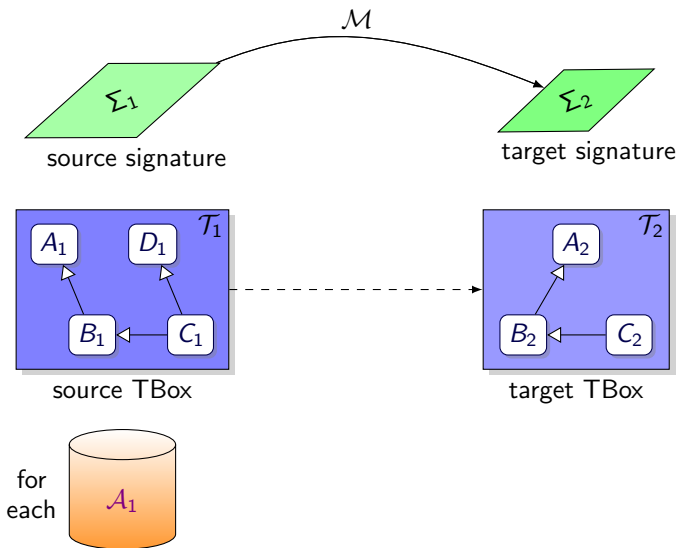 ℳ
Σ₁
Σ₂
source signature
target signature
𝒯₁
𝒯₂
A₁
D₁
A₂
B₁
C₁
B₂
C₂
source TBox
target TBox
for
each
𝒜₁